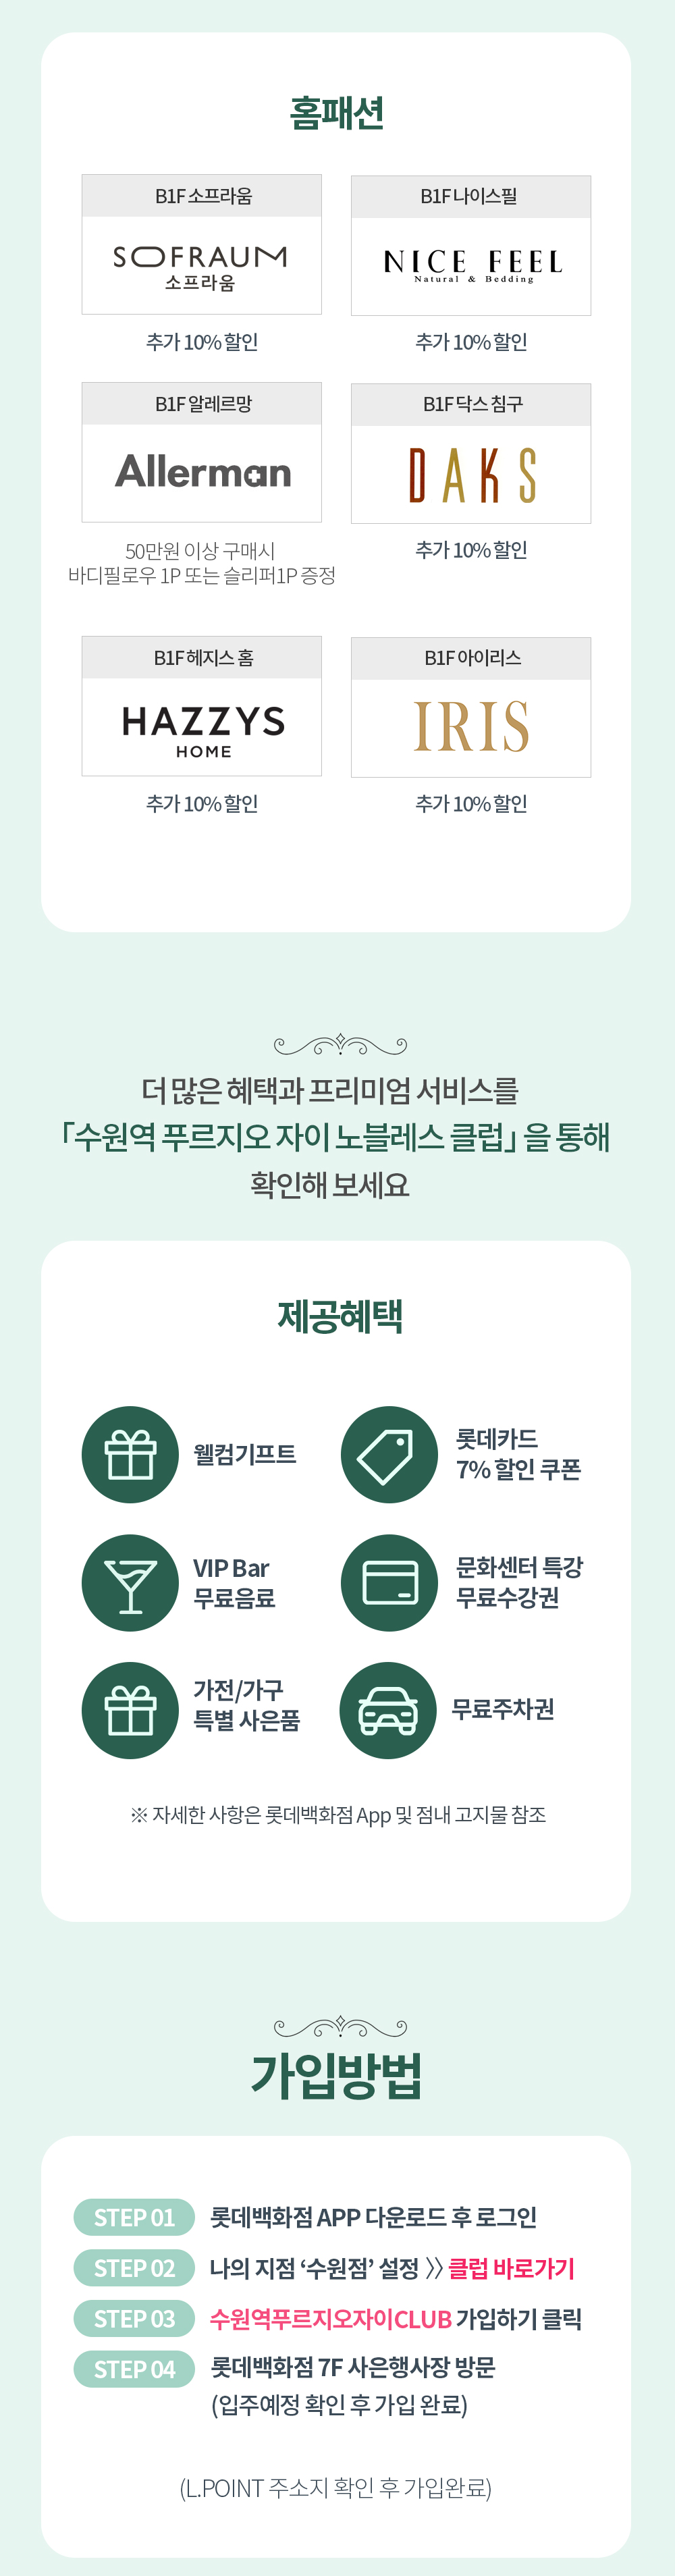 홈패션
B1F 소프라움
SOFRAUM
소프라움
추가 10% 할인
B1F 나이스필
NICE FEEL
Natural & Bedding
추가 10% 할인
B1F 알레르망
Allerman
50만원 이상 구매시
바디필로우 1P 또는 슬리퍼1P 증정
B1F 닥스 침구
DAKS
추가 10% 할인
B1F 헤지스 홈
HAZZYS
HOME
추가 10% 할인
B1F 아이리스
IRIS
추가 10% 할인
더 많은 혜택과 프리미엄 서비스를
「수원역 푸르지오 자이 노블레스 클럽」 을 통해
확인해 보세요
제공혜택
웰컴기프트
롯데카드
7% 할인 쿠폰
VIP Bar
무료음료
문화센터 특강
무료수강권
가전/가구
특별 사은품
무료주차권
※ 자세한 사항은 롯데백화점 App 및 점내 고지물 참조
가입방법
STEP 01 롯데백화점 APP 다운로드 후 로그인
STEP 02 나의 지점 ‘수원점’ 설정 》 클럽 바로가기
STEP 03 수원역푸르지오자이CLUB 가입하기 클릭
STEP 04 롯데백화점 7F 사은행사장 방문
(입주예정 확인 후 가입 완료)
(L.POINT 주소지 확인 후 가입완료)